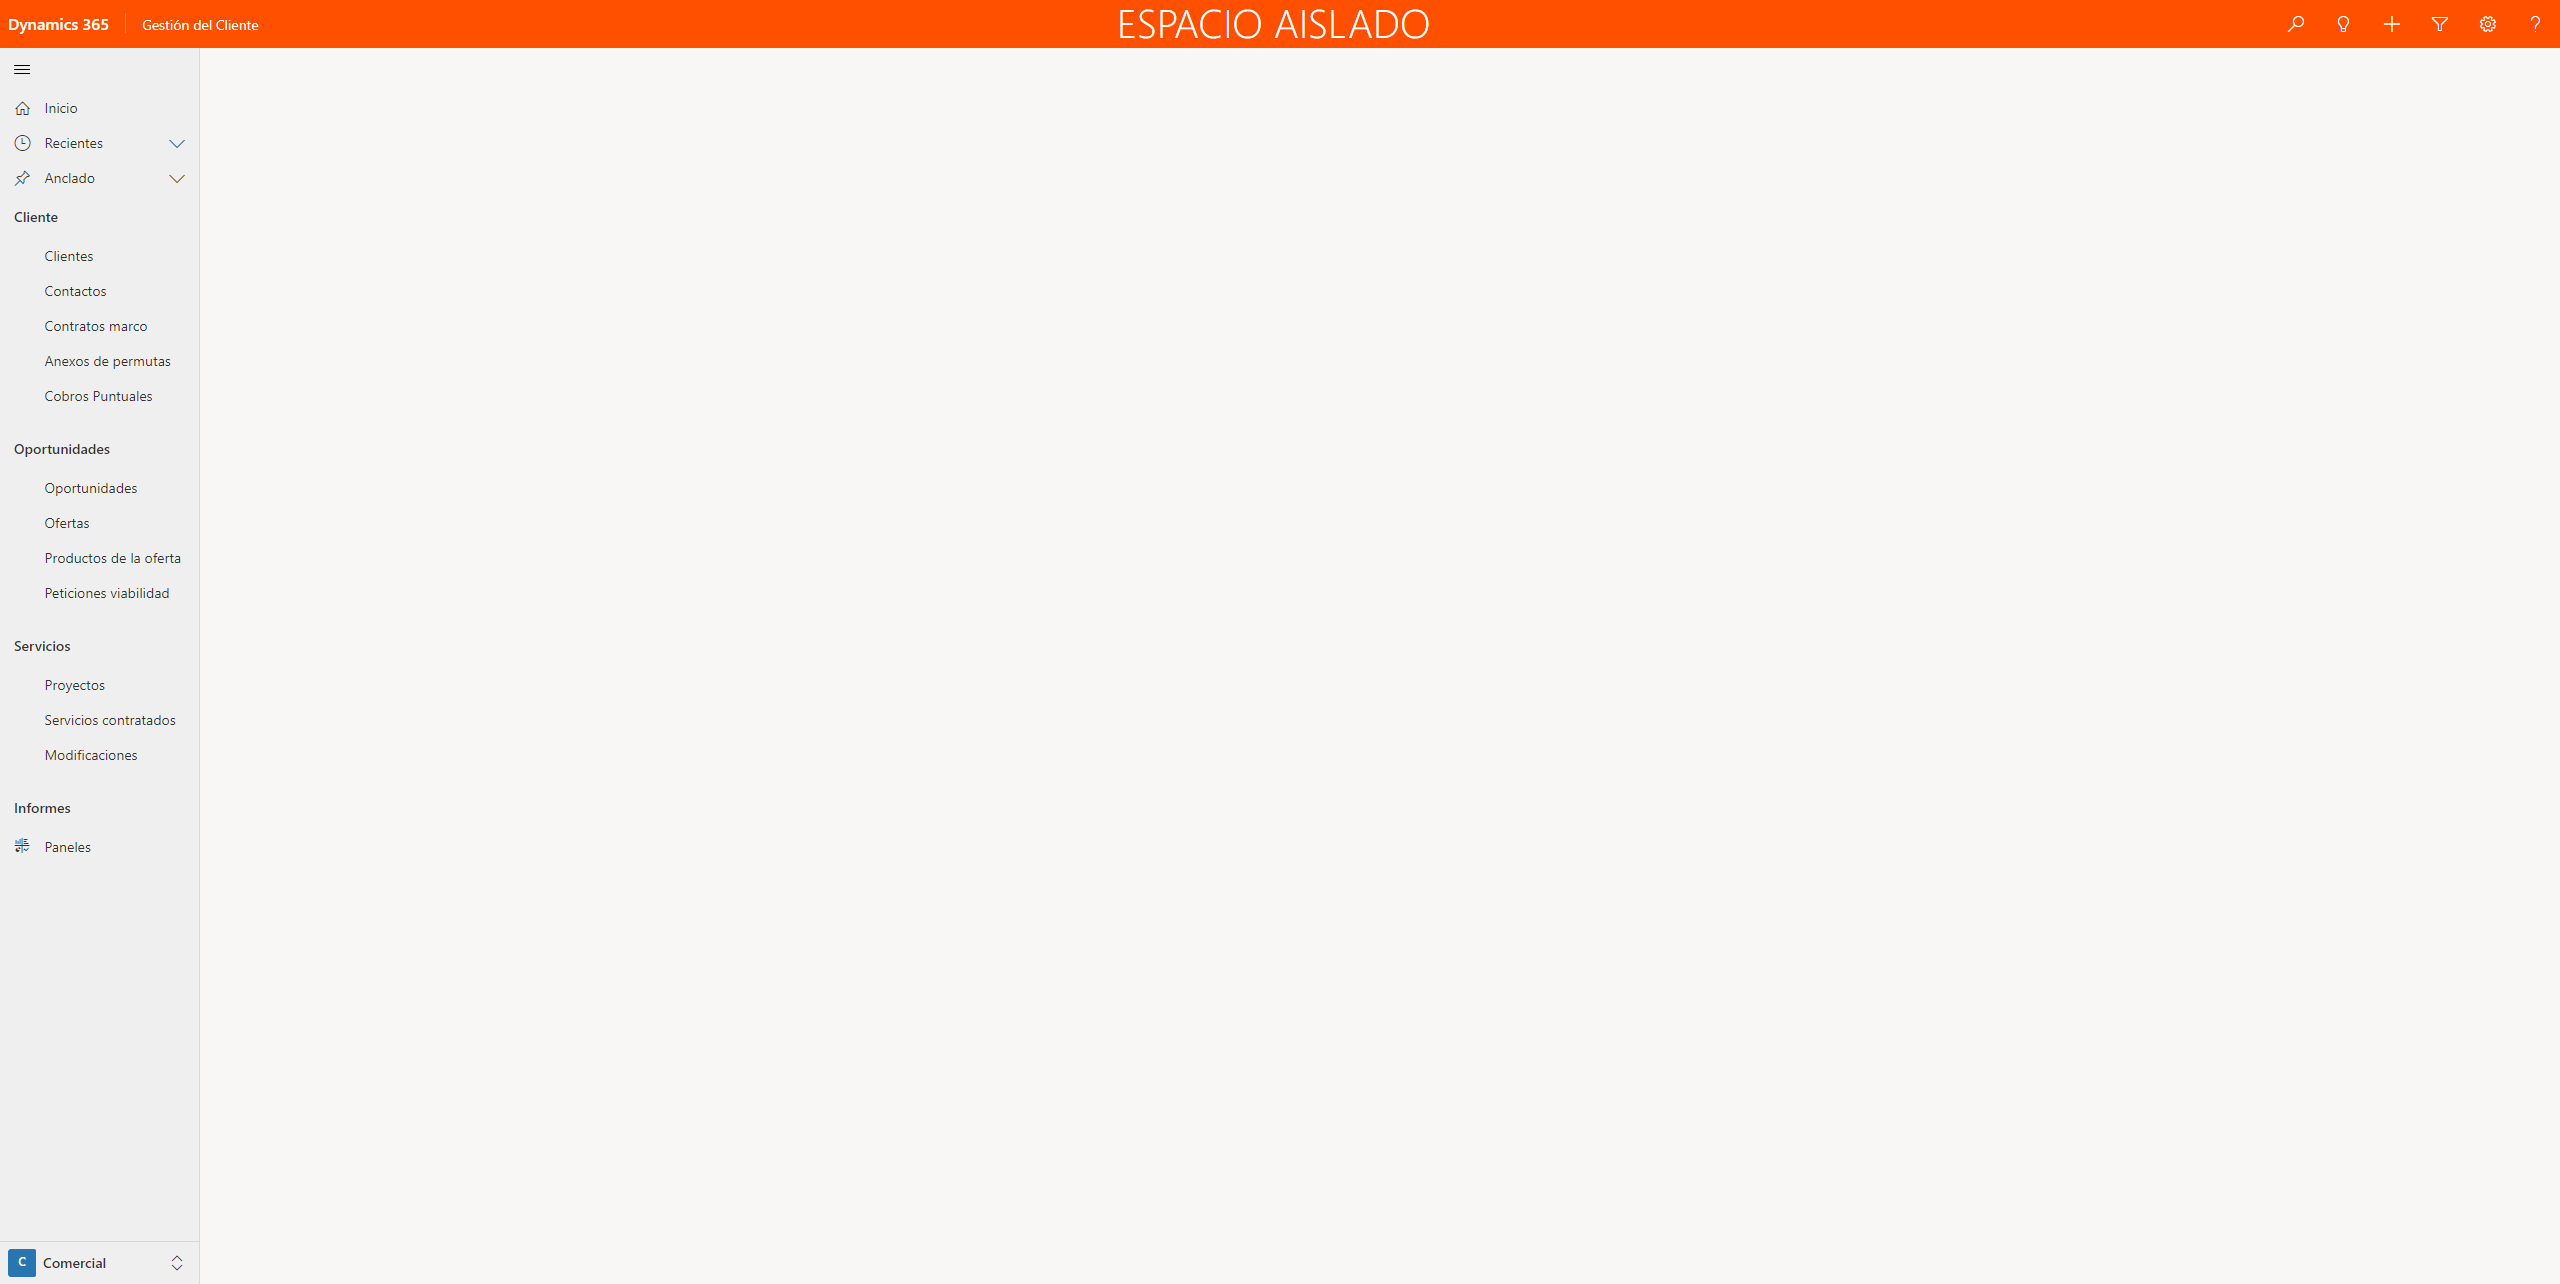 Dynamics 365
Gestión del Cliente
ESPACIO AISLADO
Inicio
Recientes
Anclado
Cliente
Clientes
Contactos
Contratos marco
Anexos de permutas
Cobros Puntuales
Oportunidades
Oportunidades
Ofertas
Productos de la oferta
Peticiones viabilidad
Servicios
Proyectos
Servicios contratados
Modificaciones
Informes
Paneles
C Comercial